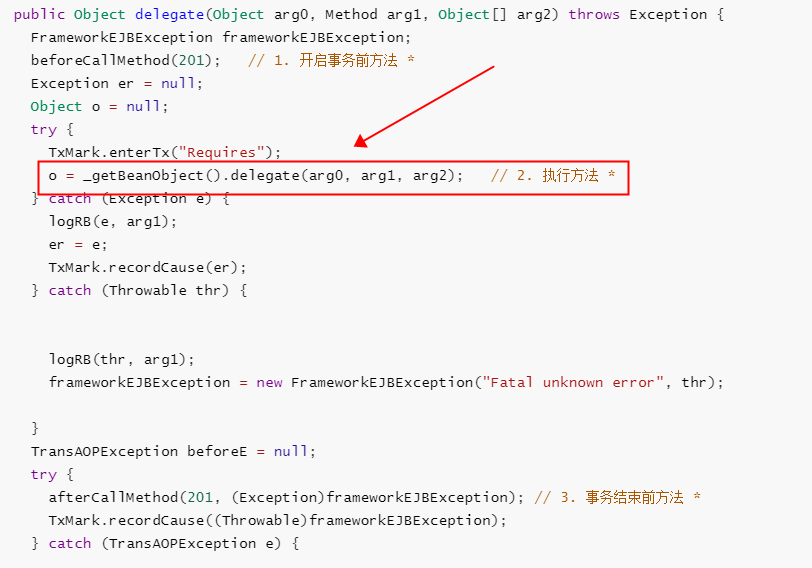 public Object delegate(Object arg0, Method arg1, Object[] arg2) throws Exception {
FrameworkEJBException frameworkEJBException;
beforeCallMethod(201);   // 1. 开启事务前方法 *
Exception er = null;
Object o = null;
try {
TxMark.enterTx("Requires");
o = _getBeanObject().delegate(arg0, arg1, arg2);   // 2. 执行方法 *
} catch (Exception e) {
logRB(e, arg1);
er = e;
TxMark.recordCause(er);
} catch (Throwable thr) {
logRB(thr, arg1);
frameworkEJBException = new FrameworkEJBException("Fatal unknown error", thr);
}
TransAOPException beforeE = null;
try {
afterCallMethod(201, (Exception)frameworkEJBException); // 3. 事务结束前方法 *
TxMark.recordCause((Throwable)frameworkEJBException);
} catch (TransAOPException e) {